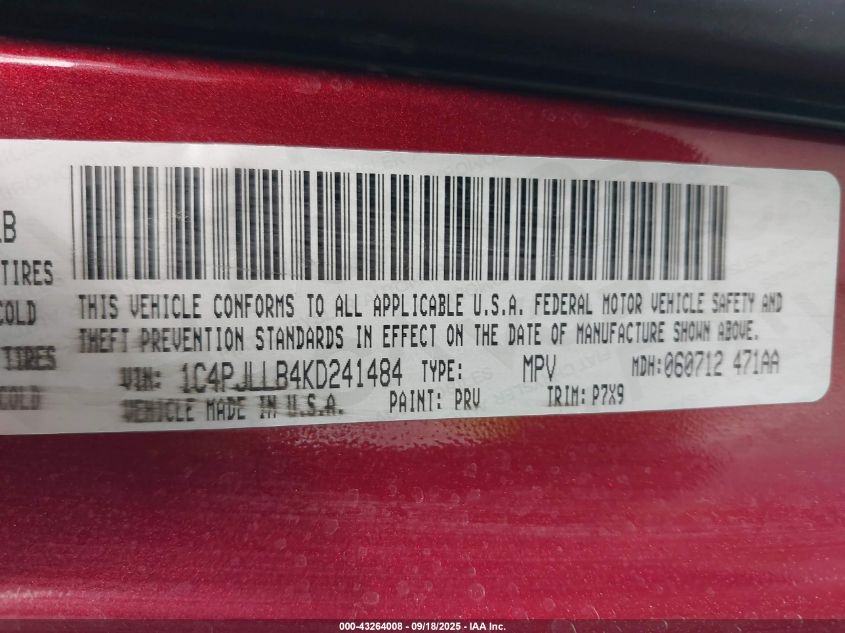 LB
TIRES
COLD
TIRES
COLD
THIS VEHICLE CONFORMS TO ALL APPLICABLE U.S.A. FEDERAL MOTOR VEHICLE SAFETY AND
THEFT PREVENTION STANDARDS IN EFFECT ON THE DATE OF MANUFACTURE SHOWN ABOVE.
VIN: 1C4PJLLB4KD241484 TYPE: MPV MDH:060712 471AA
VEHICLE MADE IN U.S.A. PAINT: PRV TRIM: P7X9
000-43264008 - 09/18/2025 - IAA Inc.